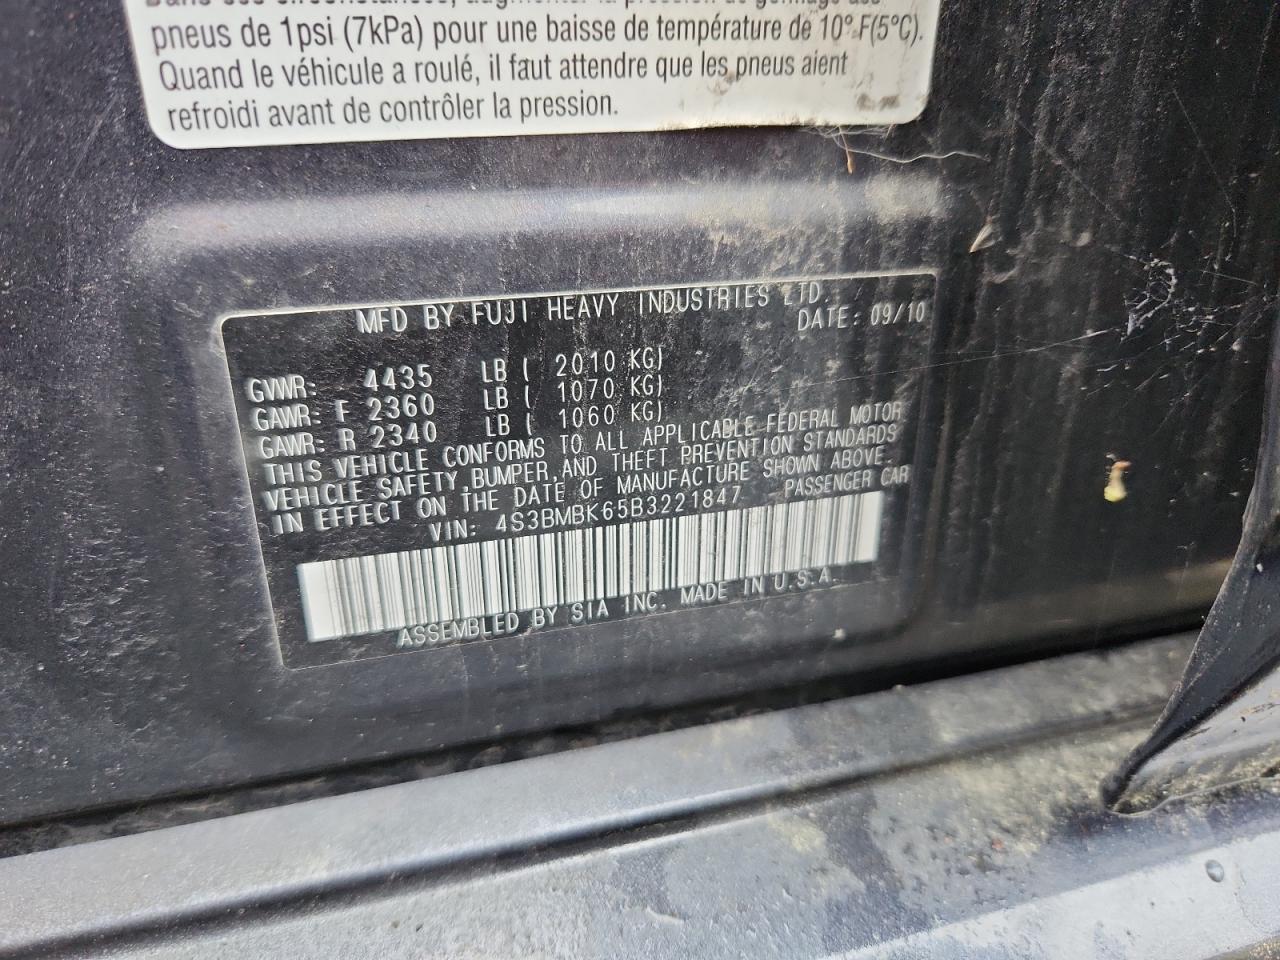 pneus de 1psi (7kPa) pour une baisse de température de 10° F(5°C).
Quand le véhicule a roulé, il faut attendre que les pneus aient
refroidi avant de contrôler la pression.
MFD BY FUJI HEAVY INDUSTRIES LTD.
DATE: 09/10
GVWR: 4435 LB ( 2010 KG)
GAWR: F 2360 LB ( 1070 KG)
GAWR: R 2340 LB ( 1060 KG)
THIS VEHICLE CONFORMS TO ALL APPLICABLE FEDERAL MOTOR
VEHICLE SAFETY, BUMPER, AND THEFT PREVENTION STANDARDS
IN EFFECT ON THE DATE OF MANUFACTURE SHOWN ABOVE.
VIN: 4S3BMBK65B3221847 PASSENGER CAR
ASSEMBLED BY SIA INC. MADE IN U.S.A.